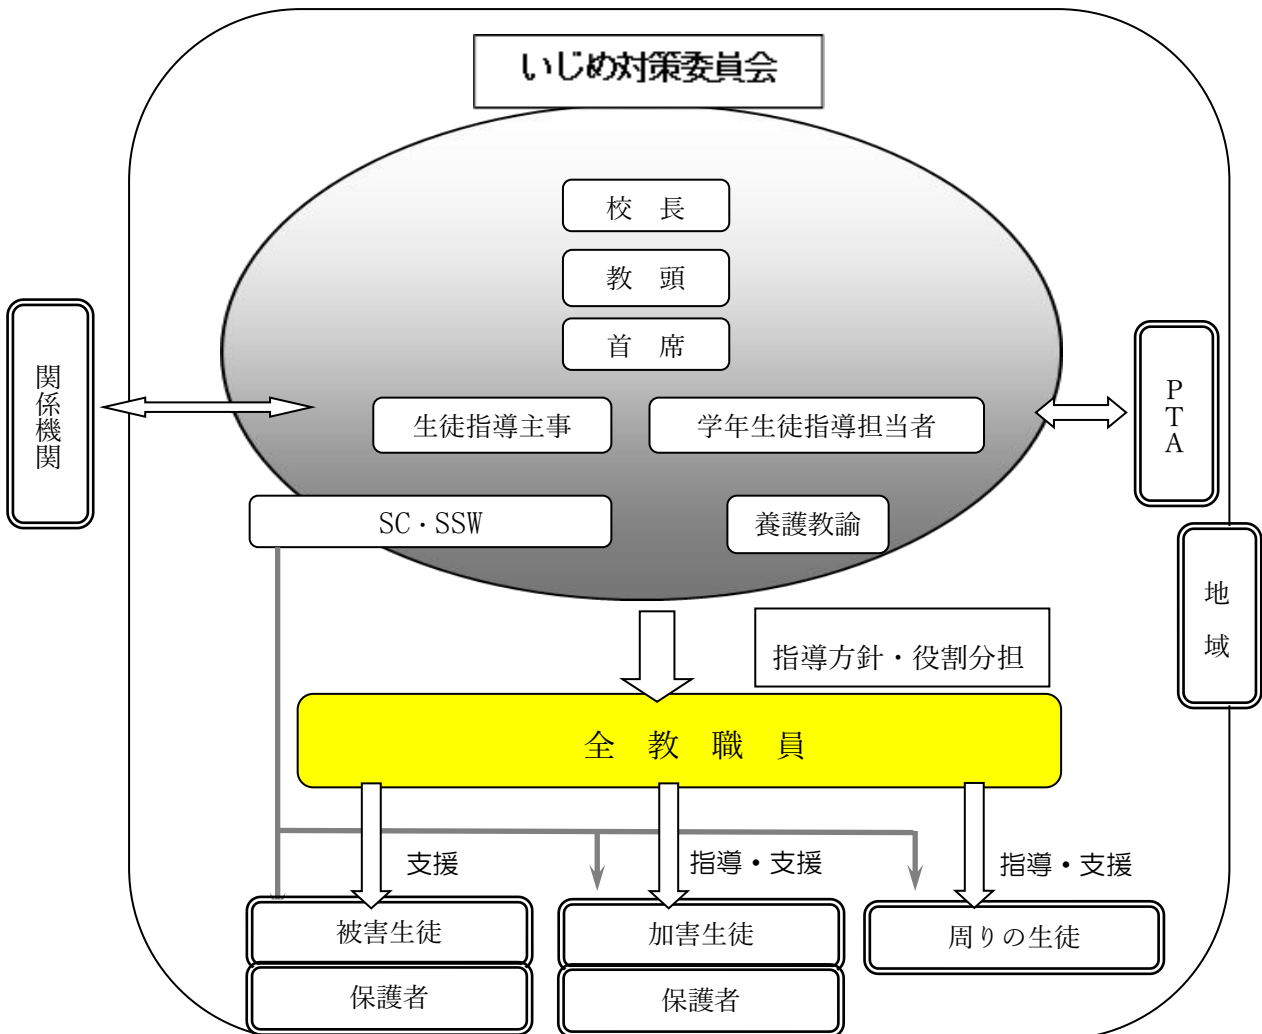 いじめ対策委員会
校 長
教 頭
首 席
関係機関
生徒指導主事
学年生徒指導担当者
PTA
SC・SSW
養護教諭
地 域
指導方針・役割分担
全 教 職 員
支援
指導・支援
指導・支援
被害生徒
加害生徒
周りの生徒
保護者
保護者